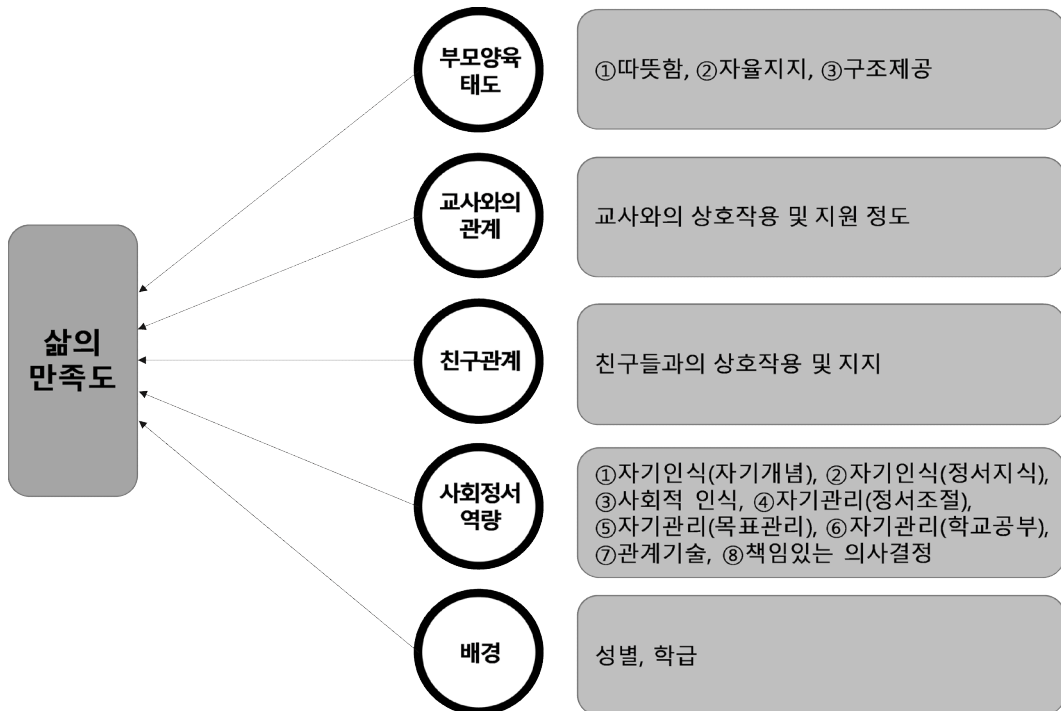 부모양육
태도
①따뜻함, ②자율지지, ③구조제공
교사와의
관계
교사와의 상호작용 및 지원 정도
삶의
만족도
친구관계
친구들과의 상호작용 및 지지
사회정서
역량
①자기인식(자기개념), ②자기인식(정서지식),
③사회적 인식, ④자기관리(정서조절),
⑤자기관리(목표관리), ⑥자기관리(학교공부),
⑦관계기술, ⑧책임있는 의사결정
배경
성별, 학급